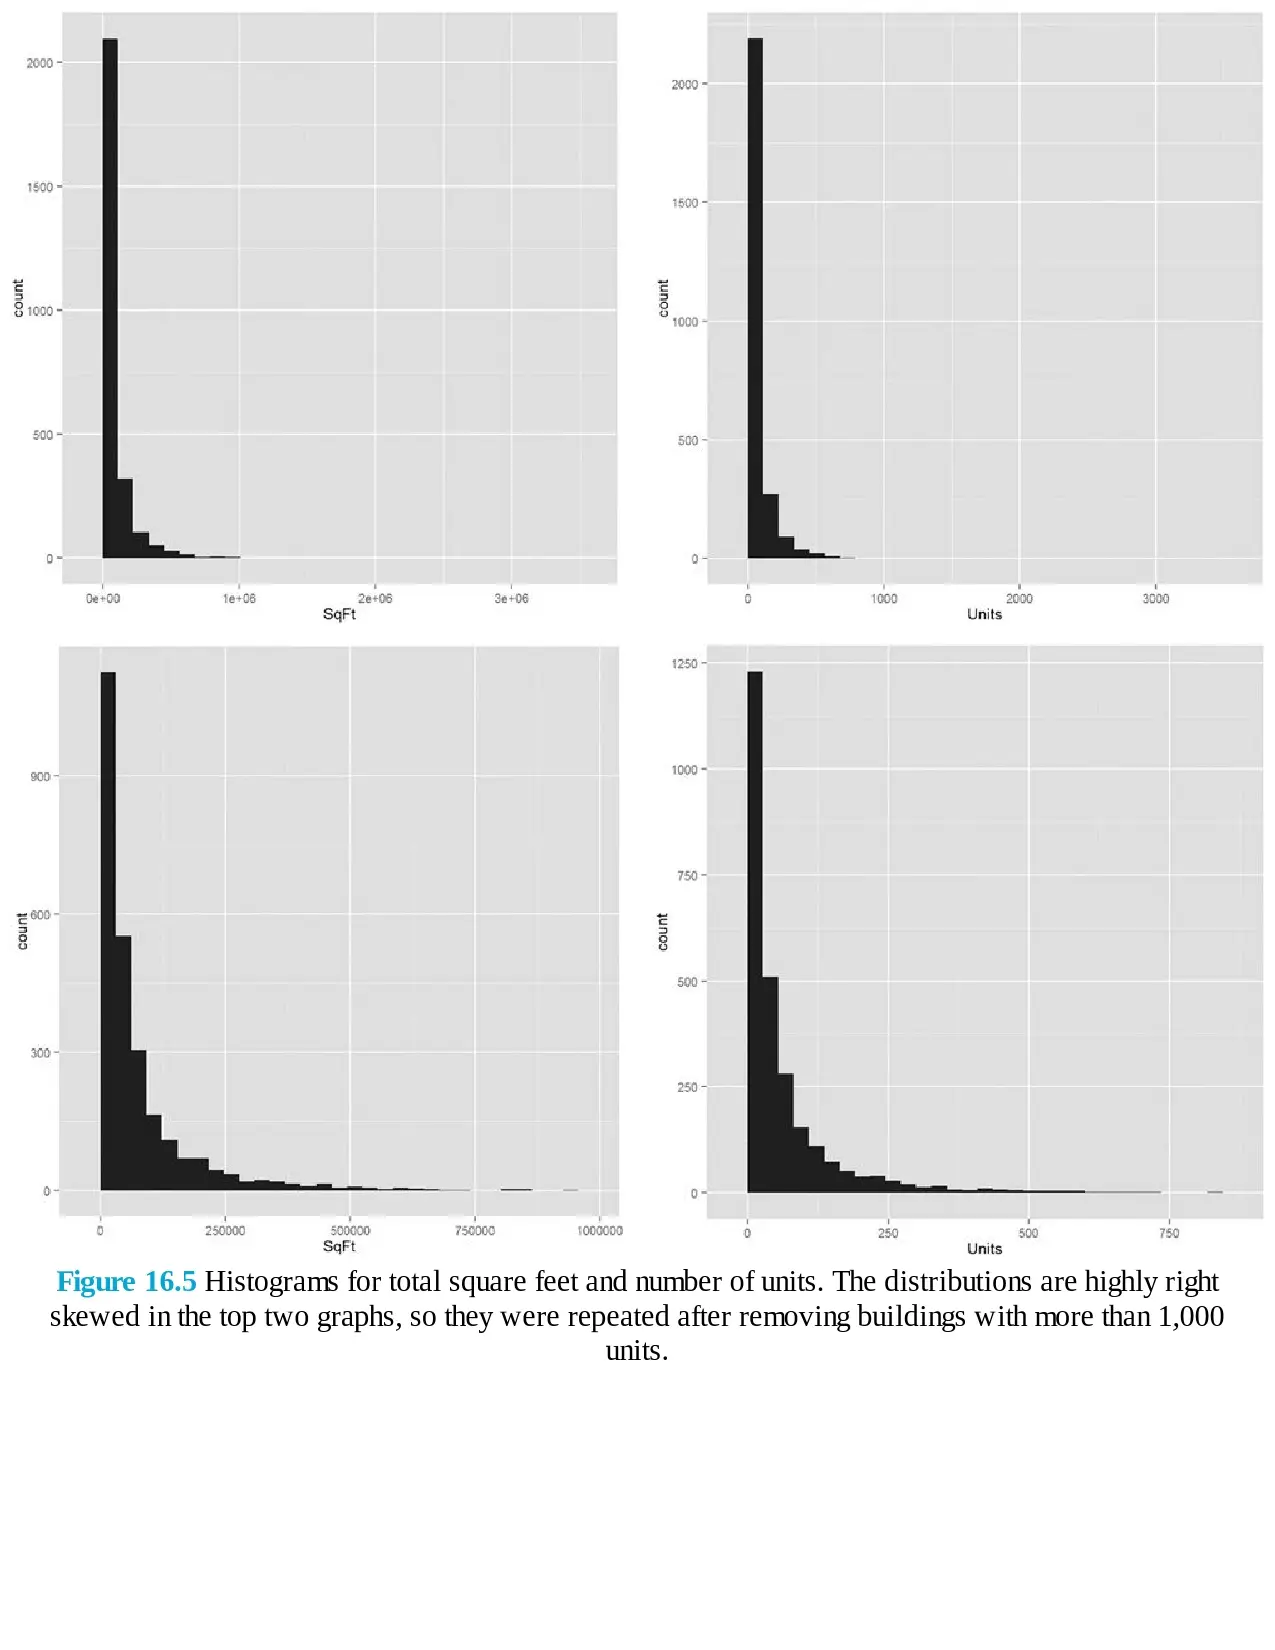 2000
1500
1000
500
0
count
0e+00 1e+06 2e+06 3e+06
SqFt
2000
1500
1000
500
0
count
0 1000 2000 3000
Units
900
600
300
0
count
0 250000 500000 750000 1000000
SqFt
1250
1000
750
500
250
0
count
0 250 500 750
Units
Figure 16.5 Histograms for total square feet and number of units. The distributions are highly right
skewed in the top two graphs, so they were repeated after removing buildings with more than 1,000
units.